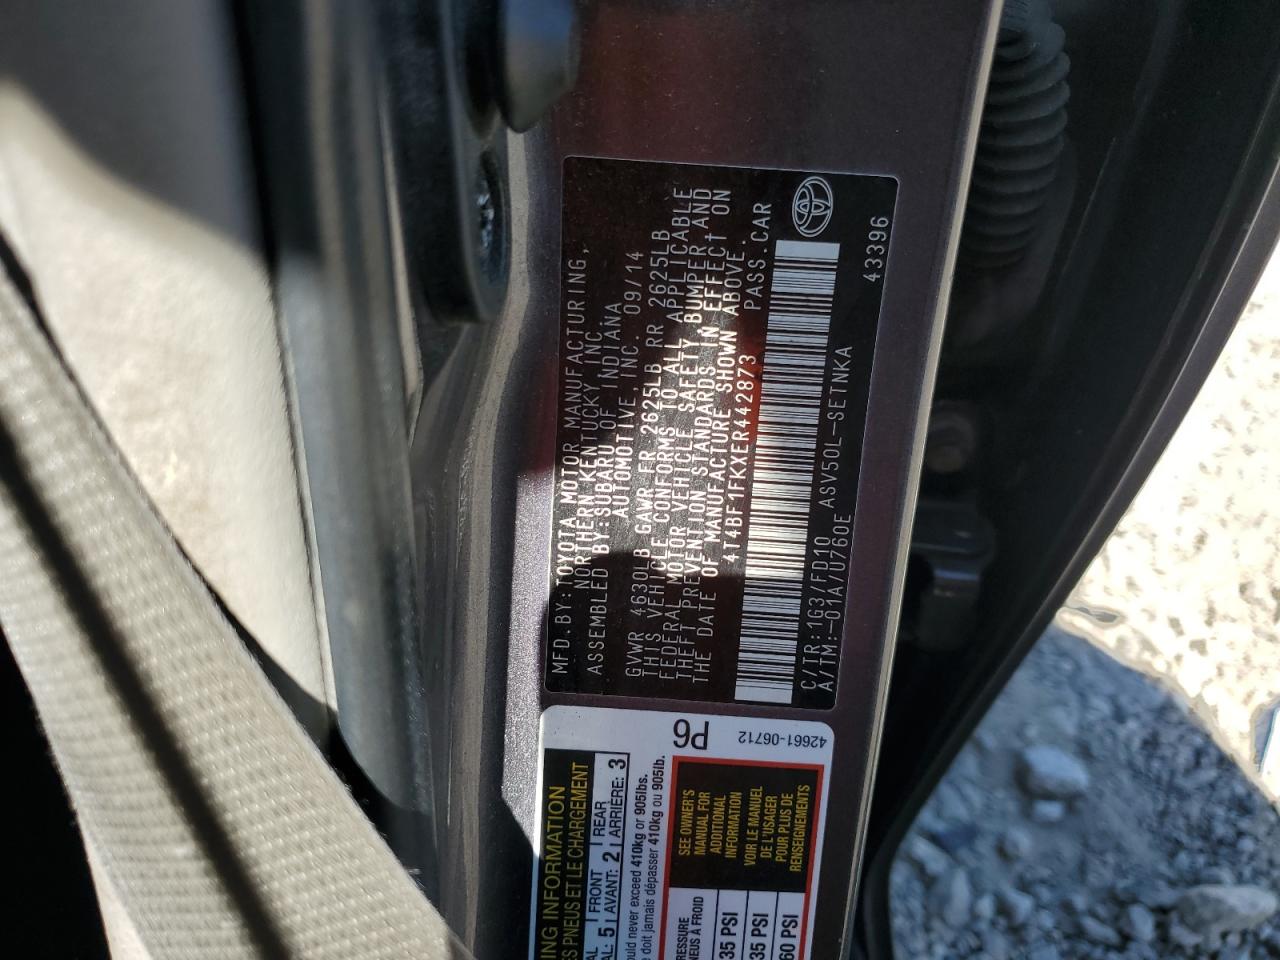 MFD.BY:TOYOTA MOTOR MANUFACTURING,
NORTHERN KENTUCKY, INC.
ASSEMBLED BY:SUBARU OF INDIANA
AUTOMOTIVE, INC. 09/14
GVWR 4630LB GAWR FR 2625LB RR 2625LB
THIS VEHICLE CONFORMS TO ALL APPLICABLE
FEDERAL MOTOR VEHICLE SAFETY, BUMPER AND
THEFT PREVENTION STANDARDS IN EFFECT ON
THE DATE OF MANUFACTURE SHOWN ABOVE.
4T4BF1FKXER442873 PASS.CAR
C/TR:1G3/FD10 ASV50L-SETNKA
A/TM:-01A/U760E 43396
P6
42661-06712
ING INFORMATION
ES PNEUS ET LE CHARGEMENT
AL: 5 FRONT 2 REAR 3
AL: AVANT: ARRIÈRE:
ould never exceed 410kg or 905lbs.
e doit jamais dépasser 410kg ou 905lb.
SEE OWNER'S
MANUAL FOR
ADDITIONAL
INFORMATION
VOIR LE MANUEL
DE L'USAGER
POUR PLUS DE
RENSEIGNEMENTS
RESSURE
NEUS À FROID
35 PSI
35 PSI
60 PSI